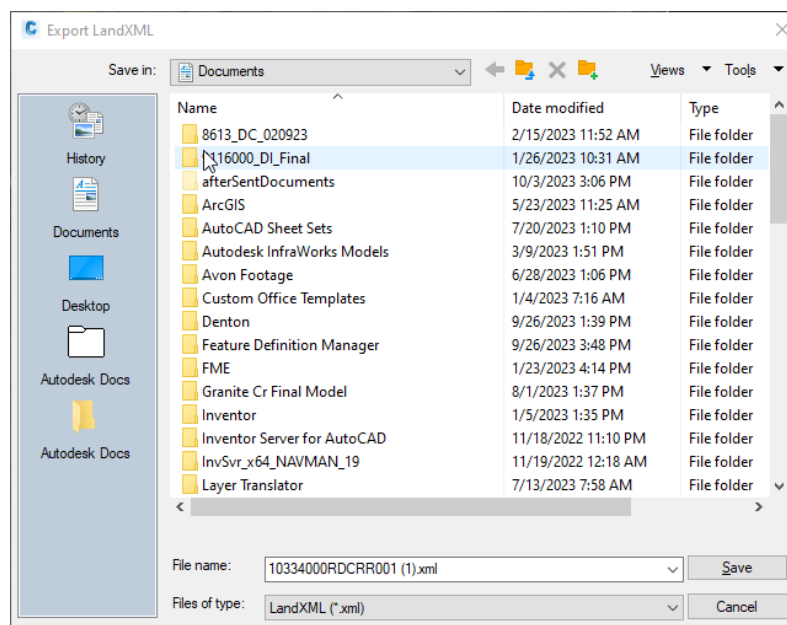 Export LandXML
Save in: Documents Views Tools
Name Date modified Type
8613_DC_020923 2/15/2023 11:52 AM File folder
116000_DI_Final 1/26/2023 10:31 AM File folder
afterSentDocuments 10/3/2023 3:06 PM File folder
ArcGIS 5/23/2023 11:25 AM File folder
AutoCAD Sheet Sets 7/20/2023 1:10 PM File folder
Autodesk InfraWorks Models 3/9/2023 1:51 PM File folder
Avon Footage 6/28/2023 1:06 PM File folder
Custom Office Templates 1/4/2023 7:16 AM File folder
Denton 9/26/2023 1:39 PM File folder
Feature Definition Manager 9/26/2023 3:48 PM File folder
FME 1/23/2023 4:14 PM File folder
Granite Cr Final Model 8/1/2023 1:37 PM File folder
Inventor 1/5/2023 1:35 PM File folder
Inventor Server for AutoCAD 11/18/2022 11:10 PM File folder
InvSvr_x64_NAVMAN_19 11/19/2022 12:18 AM File folder
Layer Translator 7/13/2023 7:58 AM File folder
History
Documents
Desktop
Autodesk Docs
Autodesk Docs
File name: 10334000RDCRR001 (1).xml Save
Files of type: LandXML (*.xml) Cancel